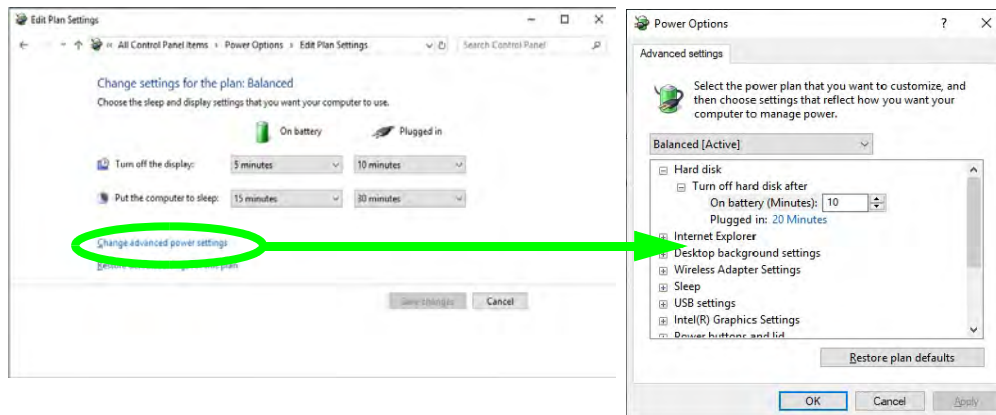 Edit Plan Settings
« All Control Panel Items › Power Options › Edit Plan Settings
Search Control Panel
Change settings for the plan: Balanced
Choose the sleep and display settings that you want your computer to use.
On battery Plugged in
Turn off the display: 5 minutes 10 minutes
Put the computer to sleep: 15 minutes 30 minutes
Change advanced power settings
plan
Save changes Cancel
Power Options ? ×
Advanced settings
Select the power plan that you want to customize, and
then choose settings that reflect how you want your
computer to manage power.
Balanced [Active]
Hard disk
Turn off hard disk after
On battery (Minutes): 10
Plugged in: 20 Minutes
Internet Explorer
Desktop background settings
Wireless Adapter Settings
Sleep
USB settings
Intel(R) Graphics Settings
Power buttons and lid
Restore plan defaults
OK Cancel Apply